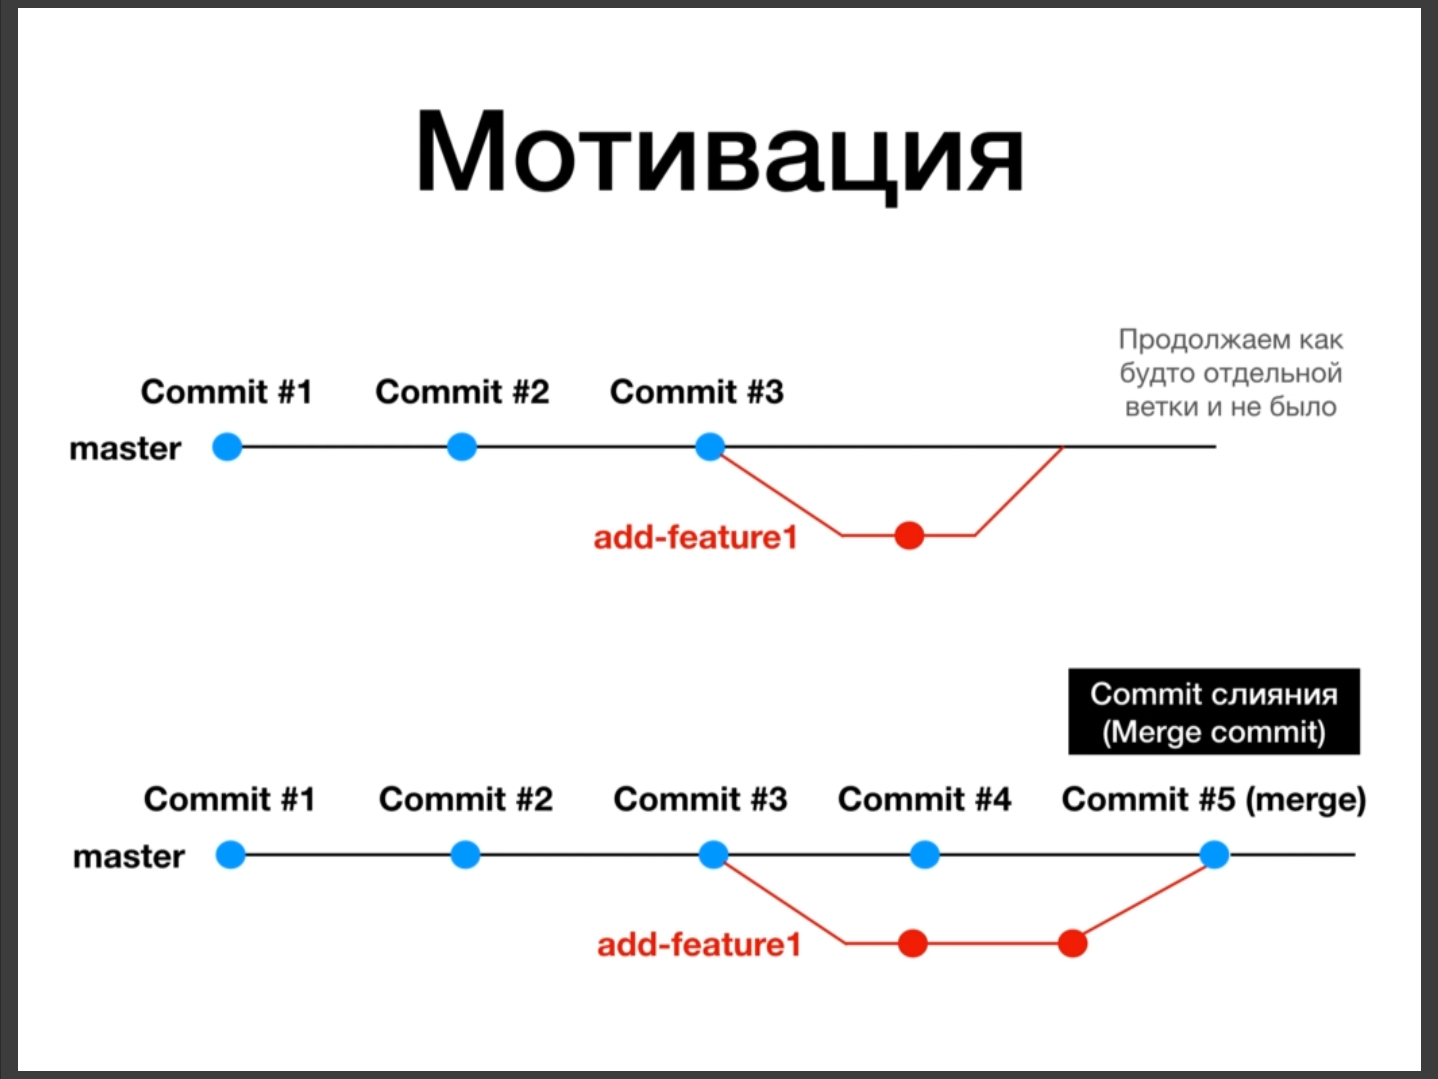 Мотивация
Продолжаем как
будто отдельной
ветки и не было
Commit #1 Commit #2 Commit #3
master
add-feature1
Commit слияния
(Merge commit)
Commit #1 Commit #2 Commit #3 Commit #4 Commit #5 (merge)
master
add-feature1